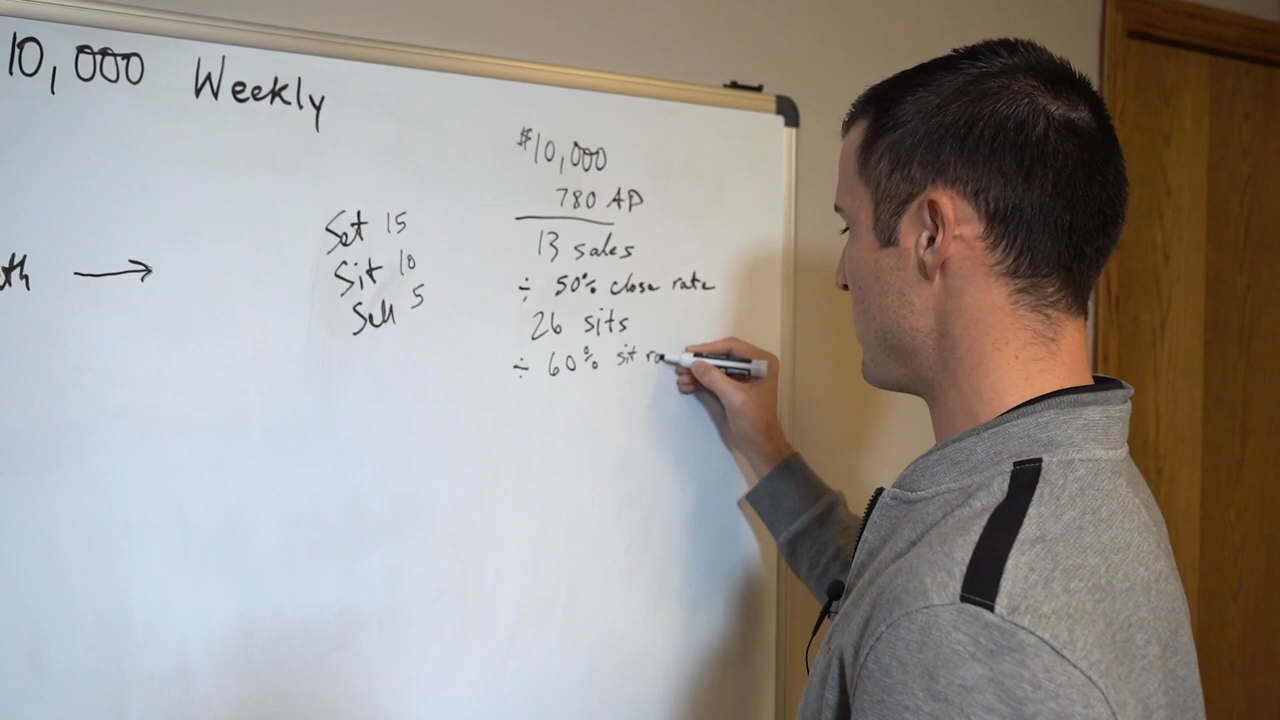 10,000 Weekly
th →
Set 15
Sit 10
Sell 5
$10,000
780 AP
13 sales
÷ 50% close rate
26 sits
÷ 60% sit ra